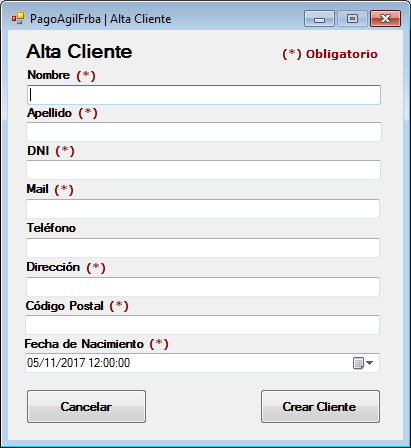 PagoAgilFrba | Alta Cliente
Alta Cliente (*) Obligatorio
Nombre (*)
Apellido (*)
DNI (*)
Mail (*)
Teléfono
Dirección (*)
Código Postal (*)
Fecha de Nacimiento (*)
05/11/2017 12:00:00
Cancelar Crear Cliente